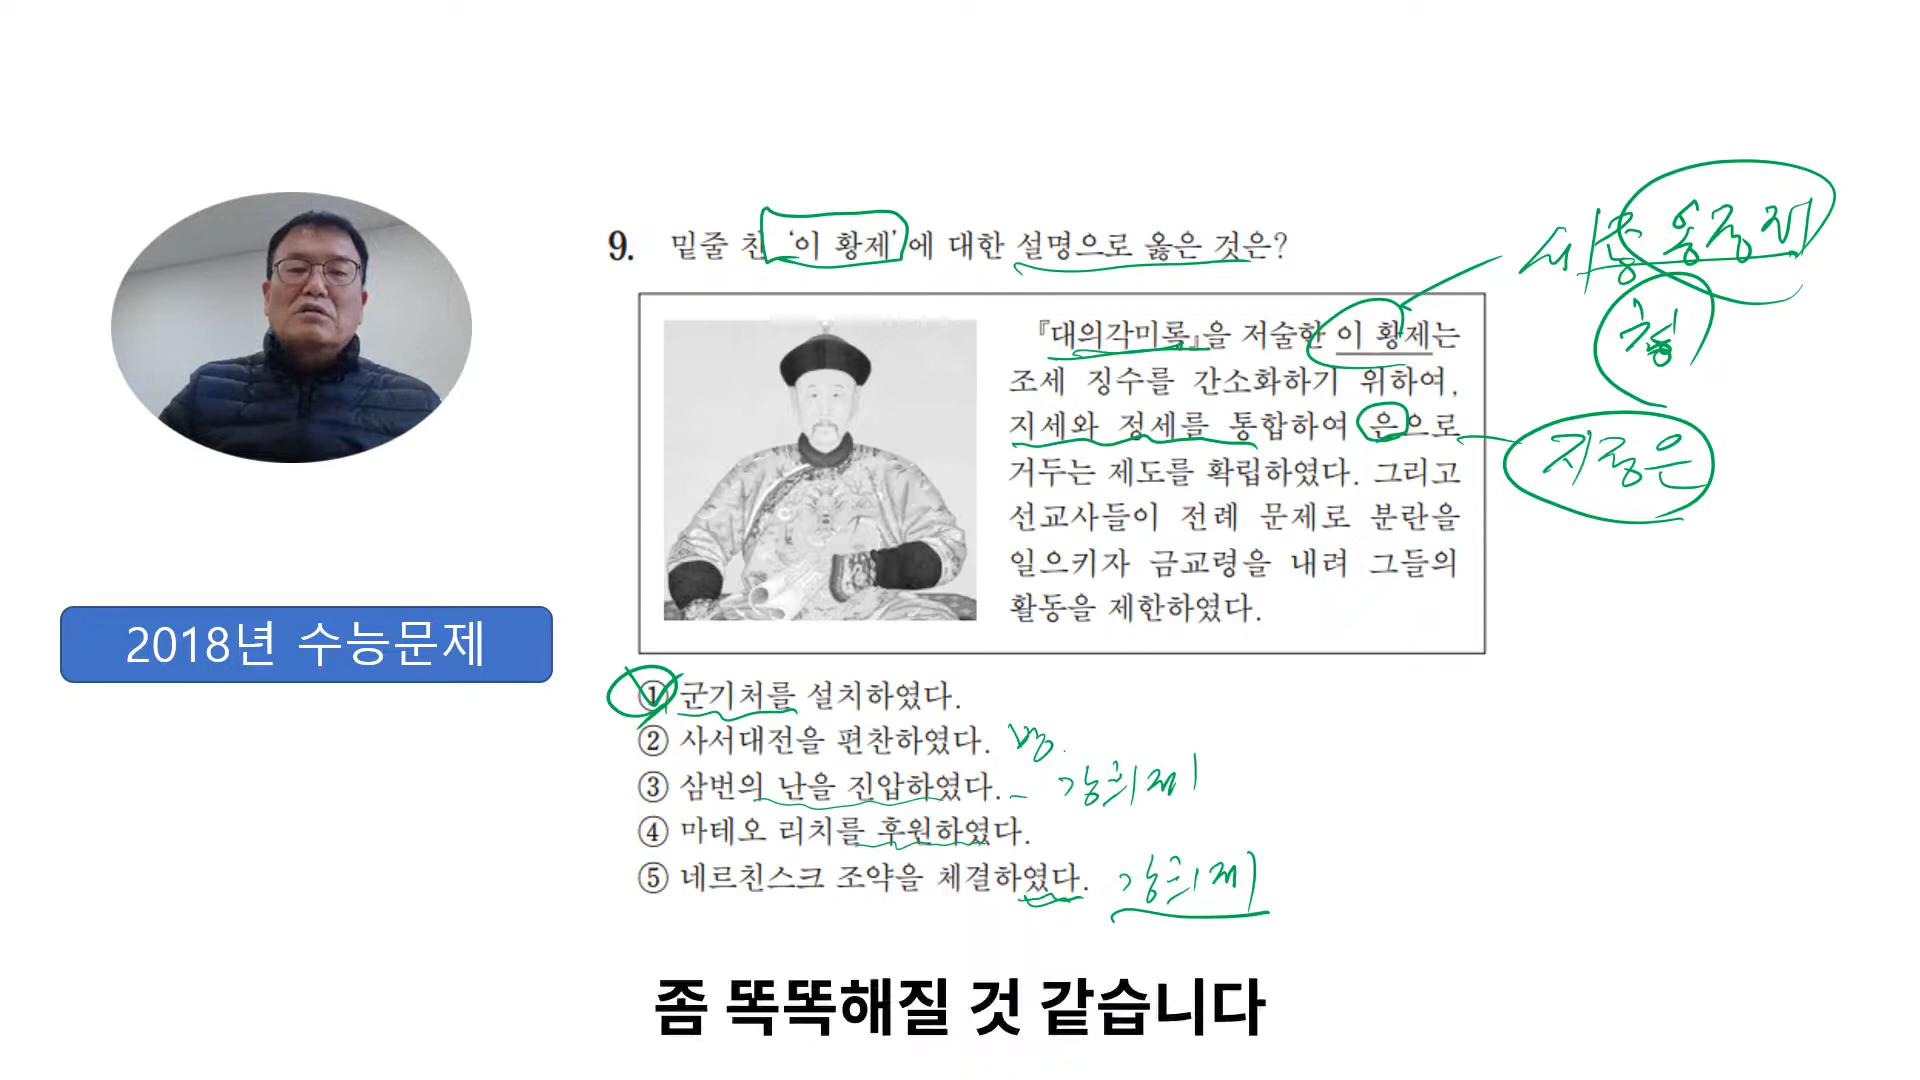 9. 밑줄 친 '이 황제'에 대한 설명으로 옳은 것은?
『대의각미록』을 저술한 이 황제는
조세 징수를 간소화하기 위하여,
지세와 정세를 통합하여 은으로
거두는 제도를 확립하였다. 그리고
선교사들이 전례 문제로 분란을
일으키자 금교령을 내려 그들의
활동을 제한하였다.
옹정제
청
지정은
2018년 수능문제
① 군기처를 설치하였다.
② 사서대전을 편찬하였다. 명.
③ 삼번의 난을 진압하였다. - 강희제
④ 마테오 리치를 후원하였다.
⑤ 네르친스크 조약을 체결하였다. 강희제
좀 똑똑해질 것 같습니다